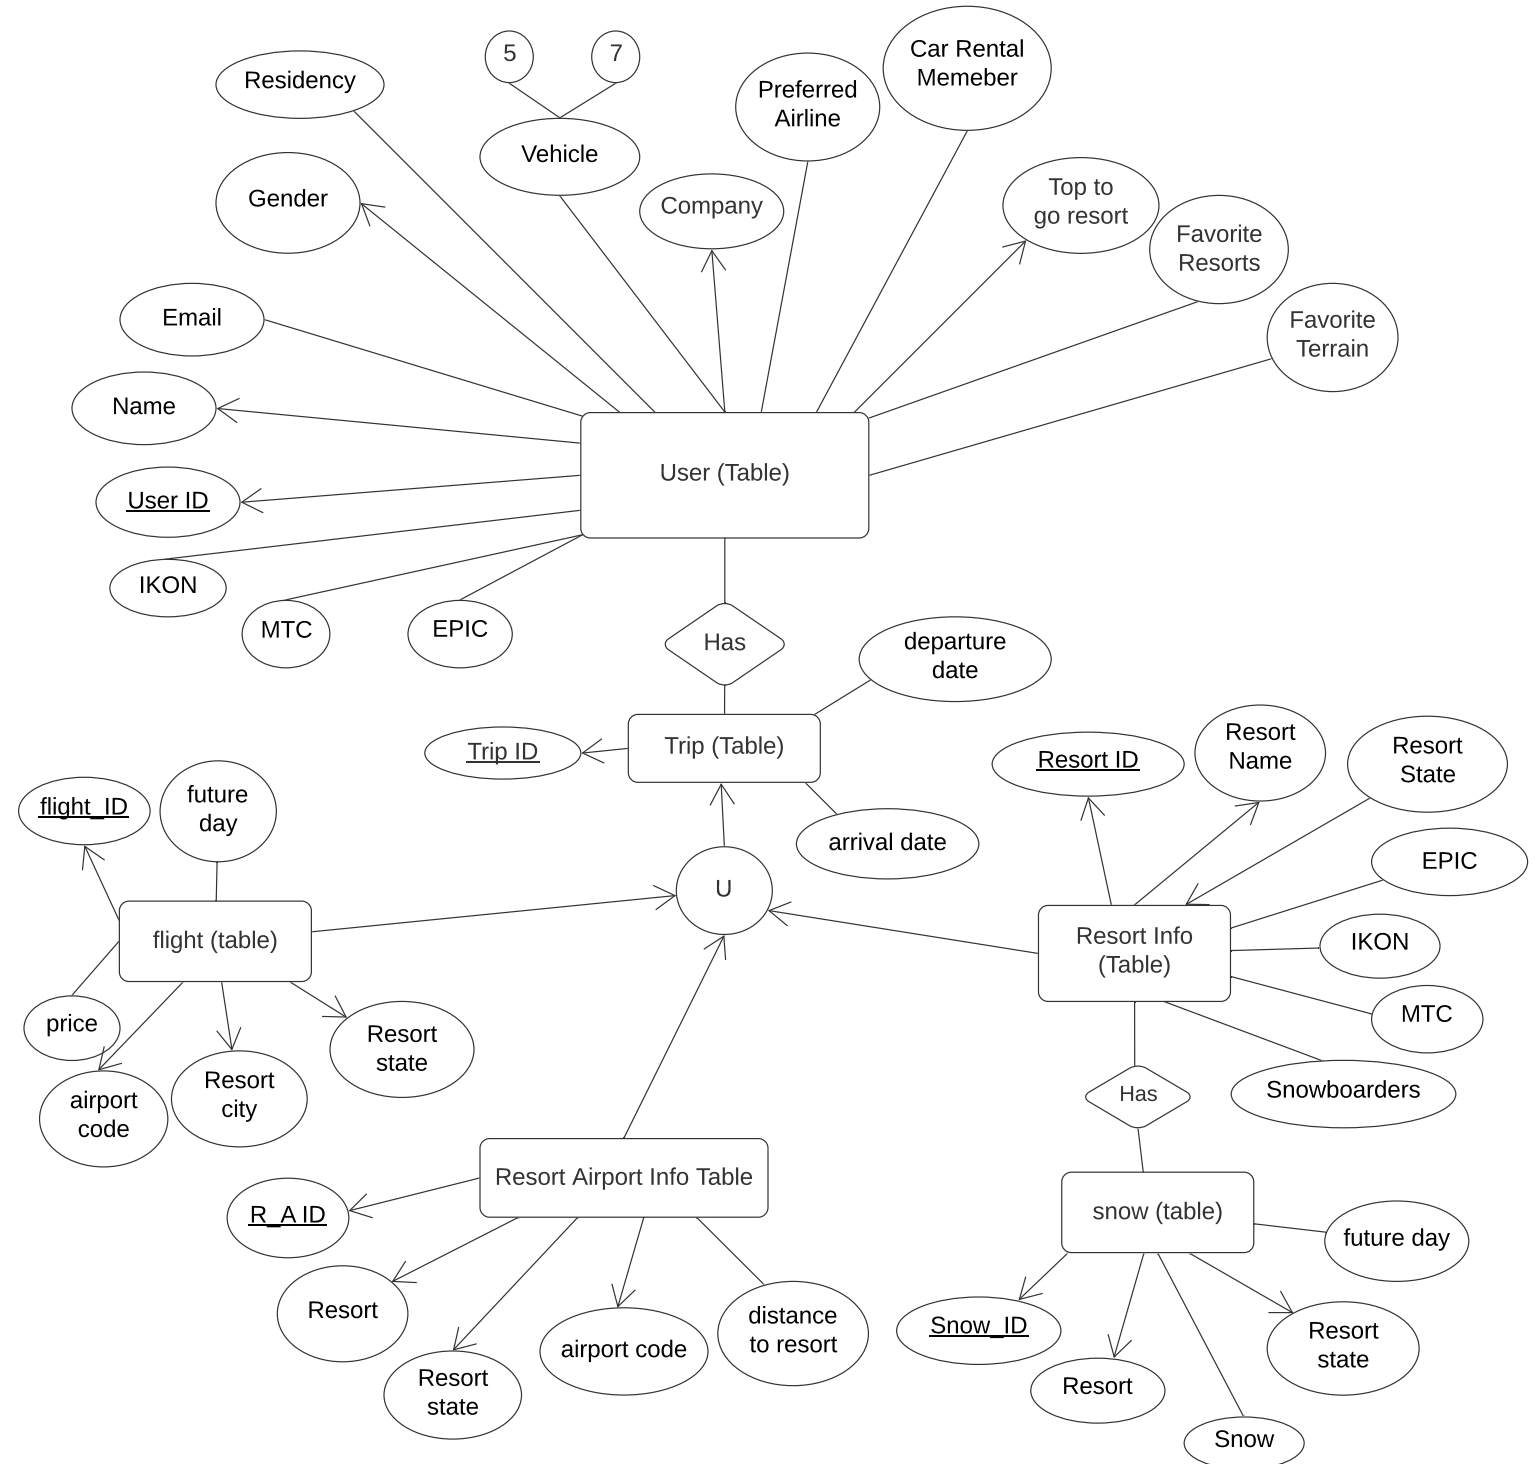 5
7
Residency
Vehicle
Preferred
Airline
Car Rental
Memeber
Gender
Company
Top to
go resort
Favorite
Resorts
Favorite
Terrain
Email
Name
User ID
User (Table)
IKON
MTC
EPIC
Has
departure
date
Trip ID
Trip (Table)
arrival date
Resort ID
Resort
Name
Resort
State
flight_ID
future
day
U
EPIC
flight (table)
Resort Info
(Table)
IKON
MTC
price
Resort
state
airport
code
Resort
city
Has
Snowboarders
Resort Airport Info Table
R_A ID
snow (table)
future day
Resort
Resort
state
airport code
distance
to resort
Snow_ID
Resort
Resort
state
Snow